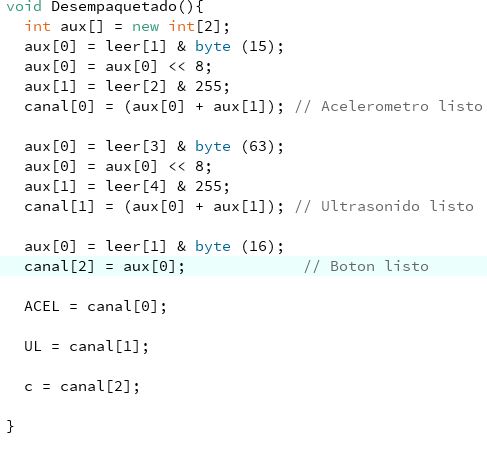 void Desempaquetado(){
  int aux[] = new int[2];
  aux[0] = leer[1] & byte (15);
  aux[0] = aux[0] << 8;
  aux[1] = leer[2] & 255;
  canal[0] = (aux[0] + aux[1]); // Acelerometro listo
  aux[0] = leer[3] & byte (63);
  aux[0] = aux[0] << 8;
  aux[1] = leer[4] & 255;
  canal[1] = (aux[0] + aux[1]); // Ultrasonido listo
  aux[0] = leer[1] & byte (16);
  canal[2] = aux[0];             // Boton listo
  ACEL = canal[0];
  UL = canal[1];
  c = canal[2];
}